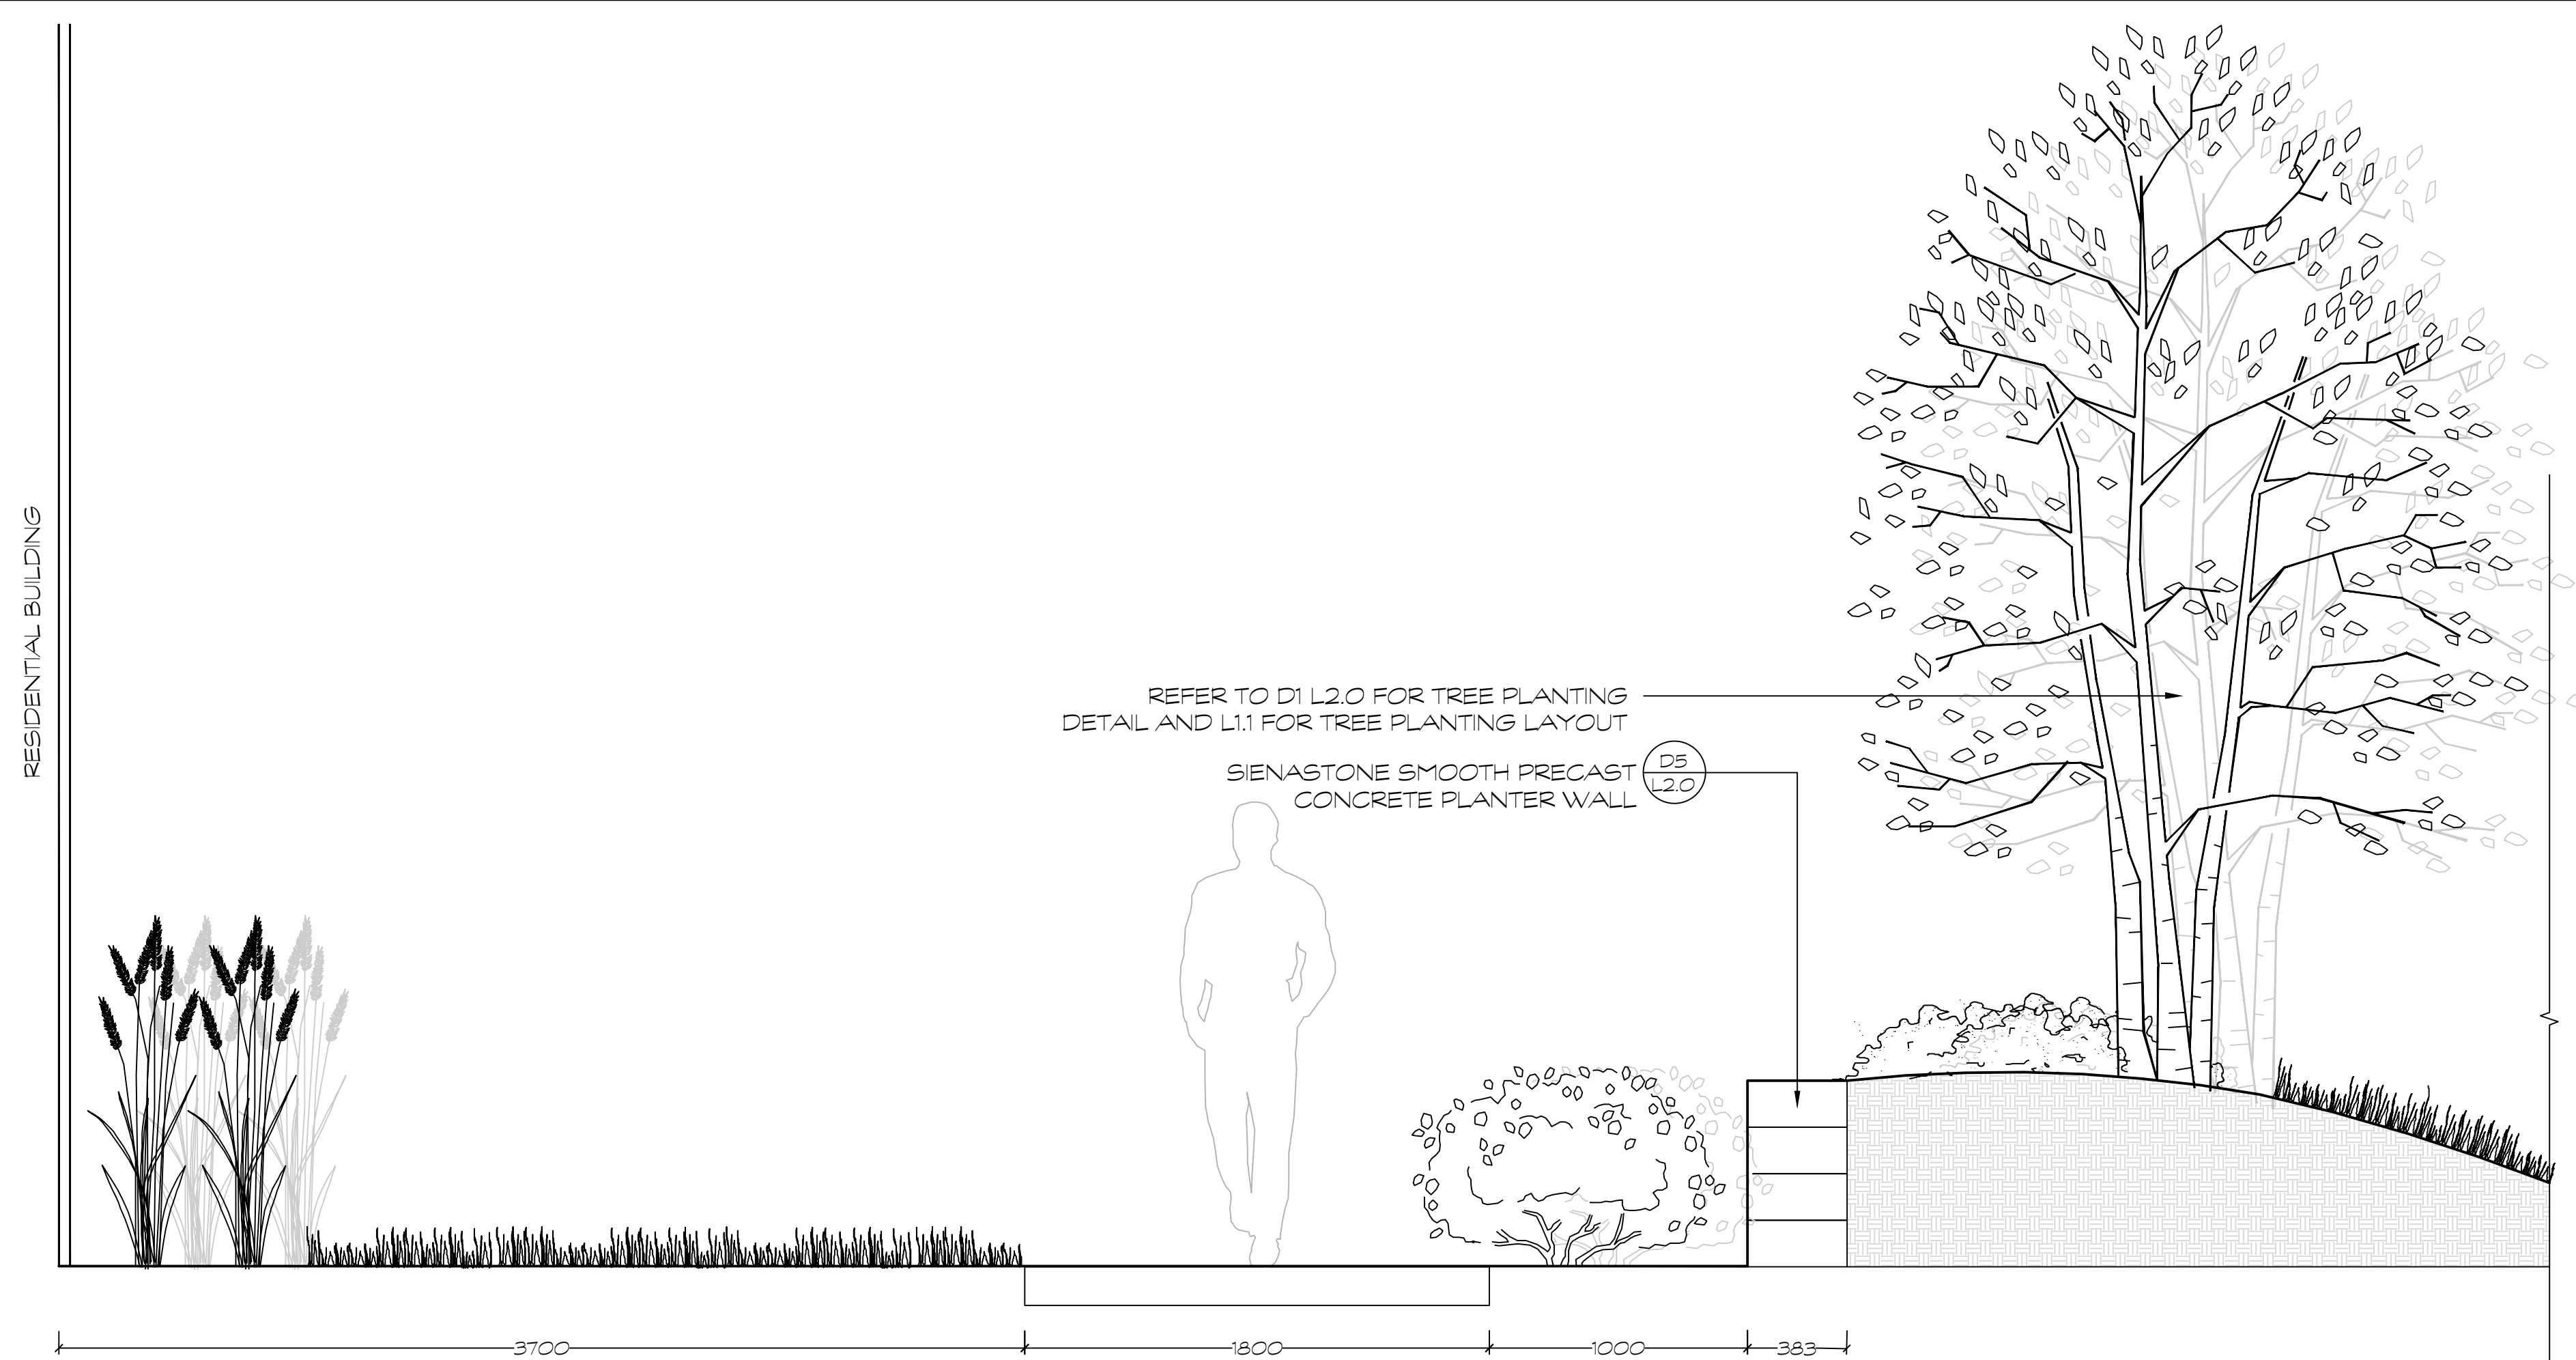 RESIDENTIAL BUILDING
REFER TO D1 L2.0 FOR TREE PLANTING
DETAIL AND L1.1 FOR TREE PLANTING LAYOUT
SIENASTONE SMOOTH PRECAST
CONCRETE PLANTER WALL
D5
L2.0
3700
1800
1000
383